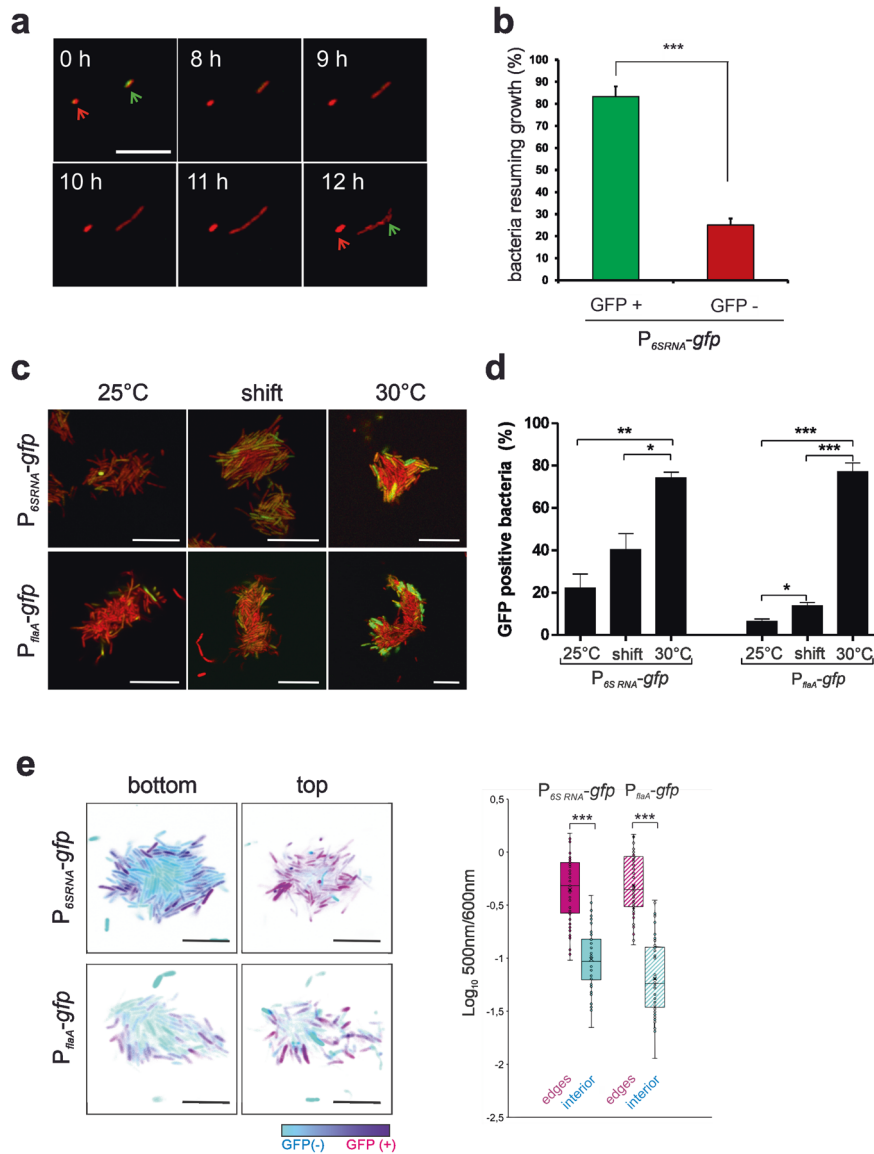 a
0 h
8 h
9 h
10 h
11 h
12 h
b
bacteria resuming growth (%)
100
90
80
70
60
50
40
30
20
10
0
***
GFP +
GFP -
P6SRNA-gfp
c
25°C
shift
30°C
P6SRNA-gfp
PflaA-gfp
d
GFP positive bacteria (%)
100
80
60
40
20
0
**
*
***
***
*
25°C
shift
30°C
25°C
shift
30°C
P6S RNA-gfp
PflaA-gfp
e
bottom
top
P6SRNA-gfp
PflaA-gfp
GFP(-)
GFP (+)
P6S RNA-gfp
PflaA-gfp
***
***
Log10 500nm/600nm
0,5
0
-0,5
-1
-1,5
-2
-2,5
edges
interior
edges
interior